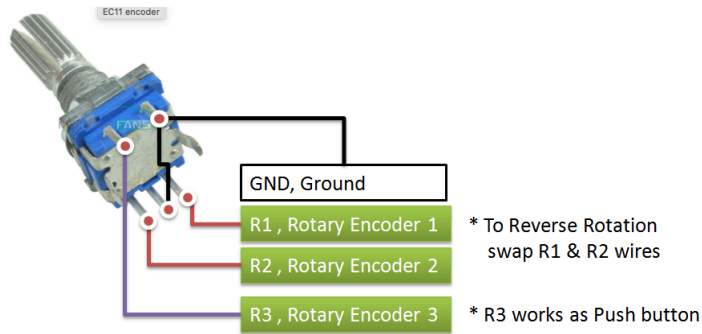 EC11 encoder
FANS
GND, Ground
R1 , Rotary Encoder 1
* To Reverse Rotation
swap R1 & R2 wires
R2 , Rotary Encoder 2
R3 , Rotary Encoder 3
* R3 works as Push button